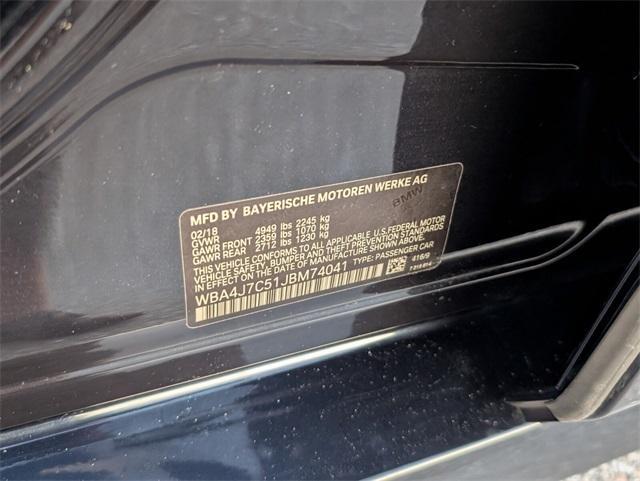 MFD BY BAYERISCHE MOTOREN WERKE AG
BMW
02/18
GVWR 4949 lbs 2245 kg
GAWR FRONT 2359 lbs 1070 kg
GAWR REAR 2712 lbs 1230 kg
THIS VEHICLE CONFORMS TO ALL APPLICABLE U.S. FEDERAL MOTOR
VEHICLE SAFETY, BUMPER AND THEFT PREVENTION STANDARDS
IN EFFECT ON THE DATE OF MANUFACTURE SHOWN ABOVE.
WBA4J7C51JBM74041 TYPE: PASSENGER CAR
416/9